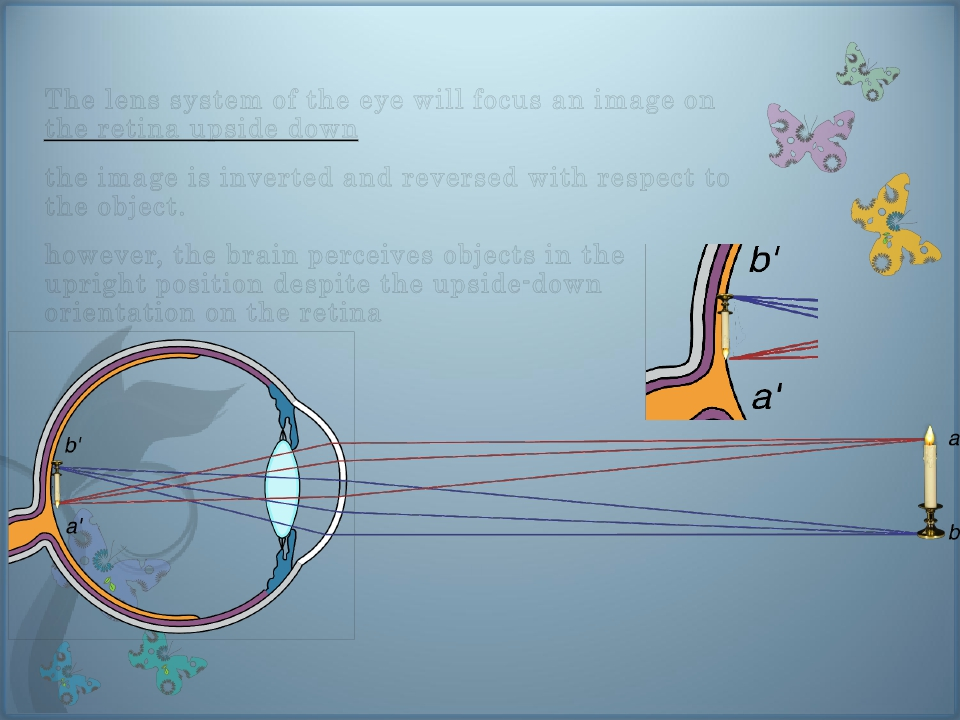 The lens system of the eye will focus an image on
the retina upside down
the image is inverted and reversed with respect to
the object.
however, the brain perceives objects in the
upright position despite the upside-down
orientation on the retina
b'
a'
b'
a'
a
b